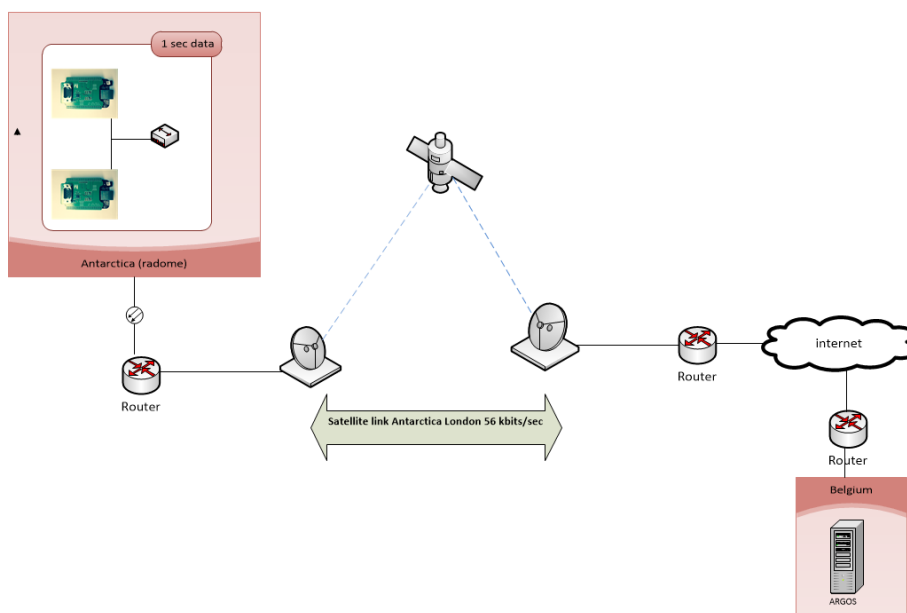 1 sec data
Antarctica (radome)
Router
Satellite link Antarctica London 56 kbits/sec
Router
internet
Router
Belgium
ARGOS